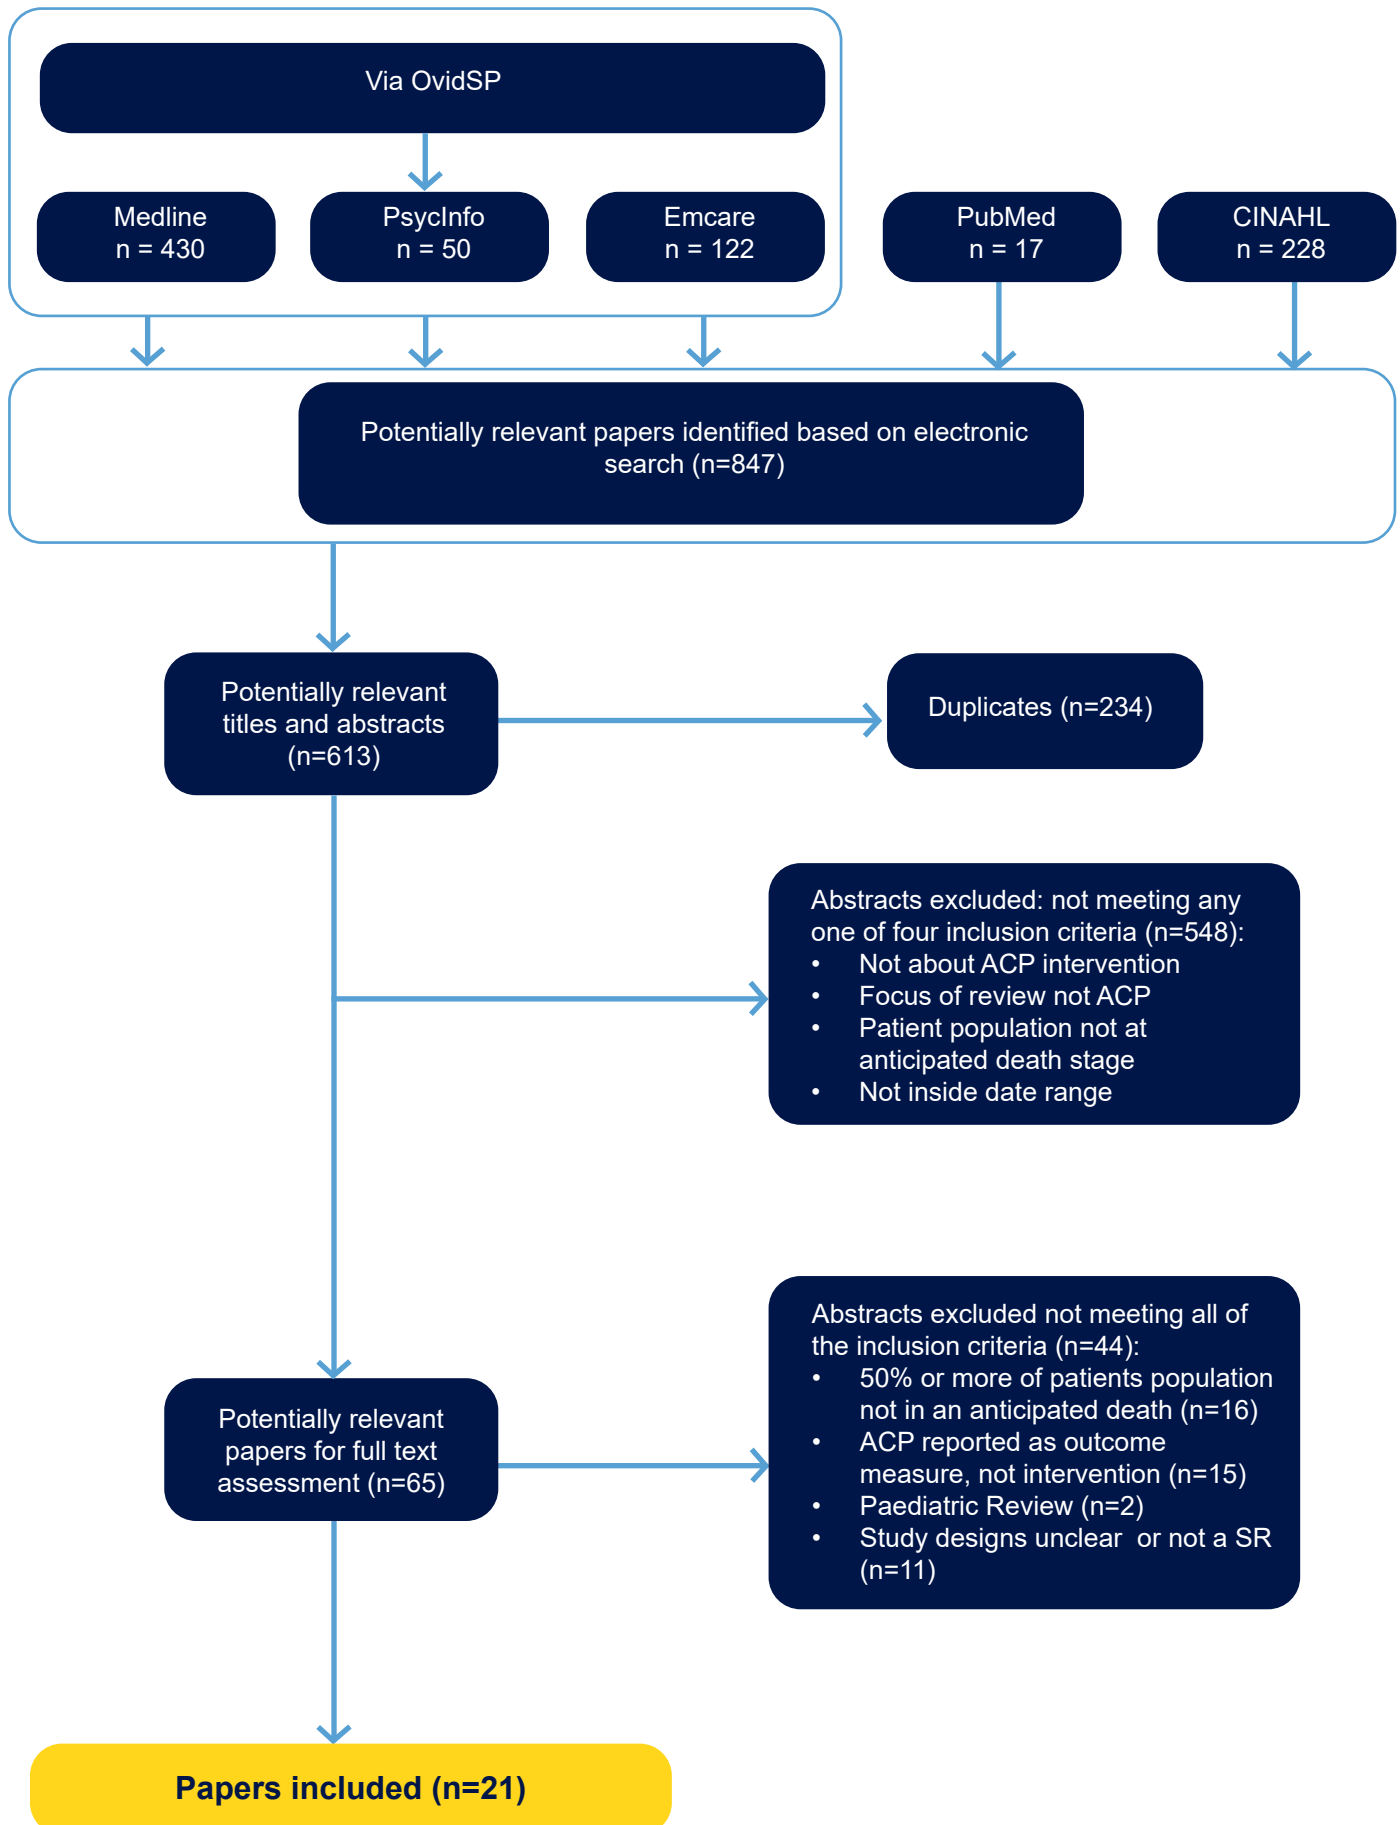 Via OvidSP
Medline
n = 430
PsycInfo
n = 50
Emcare
n = 122
PubMed
n = 17
CINAHL
n = 228
Potentially relevant papers identified based on electronic
search (n=847)
Potentially relevant
titles and abstracts
(n=613)
Duplicates (n=234)
Abstracts excluded: not meeting any
one of four inclusion criteria (n=548):
• Not about ACP intervention
• Focus of review not ACP
• Patient population not at
anticipated death stage
• Not inside date range
Potentially relevant
papers for full text
assessment (n=65)
Abstracts excluded not meeting all of
the inclusion criteria (n=44):
• 50% or more of patients population
not in an anticipated death (n=16)
• ACP reported as outcome
measure, not intervention (n=15)
• Paediatric Review (n=2)
• Study designs unclear  or not a SR
(n=11)
Papers included (n=21)